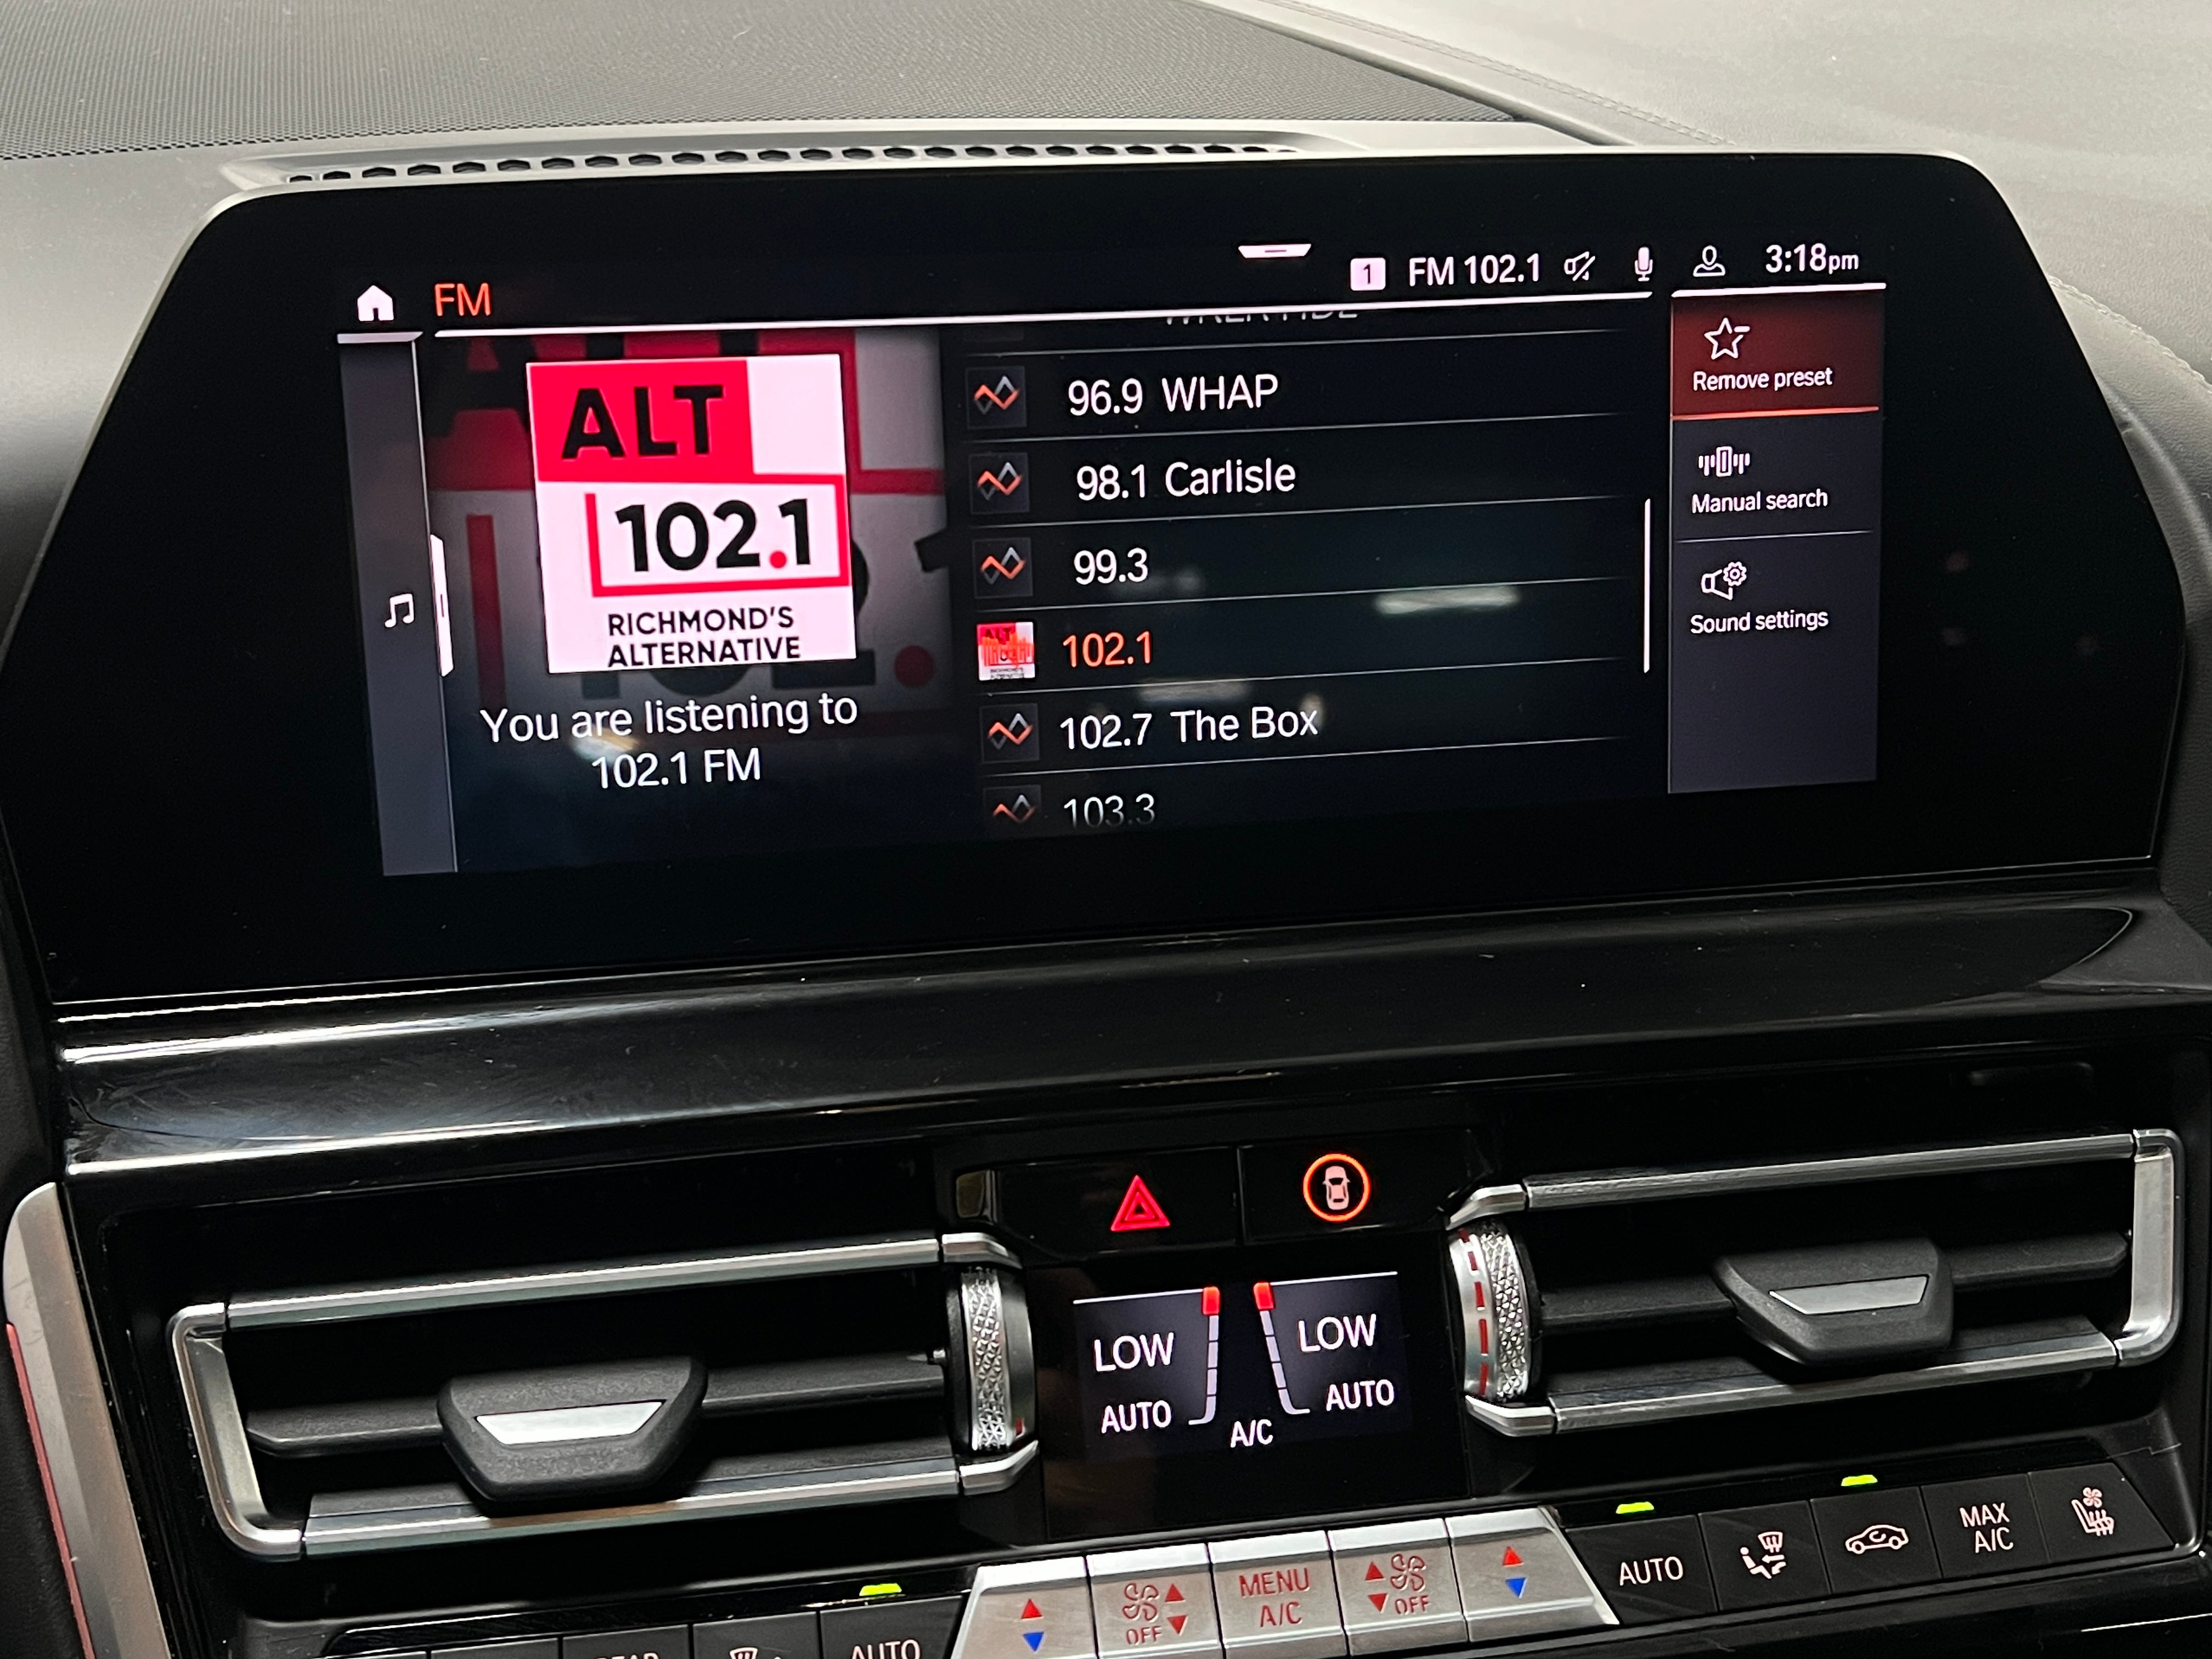 FM
1 FM 102.1
3:18pm
ALT
102.1
RICHMOND'S
ALTERNATIVE
You are listening to
102.1 FM
96.9 WHAP
98.1 Carlisle
99.3
102.1
102.7 The Box
103.3
Remove preset
Manual search
Sound settings
LOW
AUTO
LOW
AUTO
A/C
AUTO
OFF
MENU
A/C
OFF
AUTO
MAX
A/C